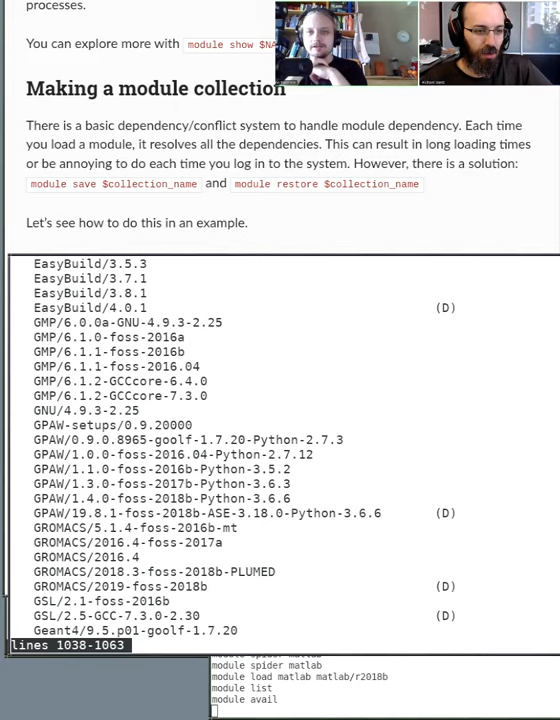 processes.
You can explore more with module show $NA
Making a module collection
There is a basic dependency/conflict system to handle module dependency. Each time
you load a module, it resolves all the dependencies. This can result in long loading times
or be annoying to do each time you log in to the system. However, there is a solution:
module save $collection_name and module restore $collection_name
Let's see how to do this in an example.
EasyBuild/3.5.3
EasyBuild/3.7.1
EasyBuild/3.8.1
EasyBuild/4.0.1 (D)
GMP/6.0.0a-GNU-4.9.3-2.25
GMP/6.1.0-foss-2016a
GMP/6.1.1-foss-2016b
GMP/6.1.1-foss-2016.04
GMP/6.1.2-GCCcore-6.4.0
GMP/6.1.2-GCCcore-7.3.0
GNU/4.9.3-2.25
GPAW-setups/0.9.20000
GPAW/0.9.0.8965-goolf-1.7.20-Python-2.7.3
GPAW/1.0.0-foss-2016.04-Python-2.7.12
GPAW/1.1.0-foss-2016b-Python-3.5.2
GPAW/1.3.0-foss-2017b-Python-3.6.3
GPAW/1.4.0-foss-2018b-Python-3.6.6
GPAW/19.8.1-foss-2018b-ASE-3.18.0-Python-3.6.6 (D)
GROMACS/5.1.4-foss-2016b-mt
GROMACS/2016.4-foss-2017a
GROMACS/2016.4
GROMACS/2018.3-foss-2018b-PLUMED
GROMACS/2019-foss-2018b (D)
GSL/2.1-foss-2016b
GSL/2.5-GCC-7.3.0-2.30 (D)
Geant4/9.5.p01-goolf-1.7.20
lines 1038-1063
module spider matlab
module spider matlab
module load matlab matlab/r2018b
module list
module avail